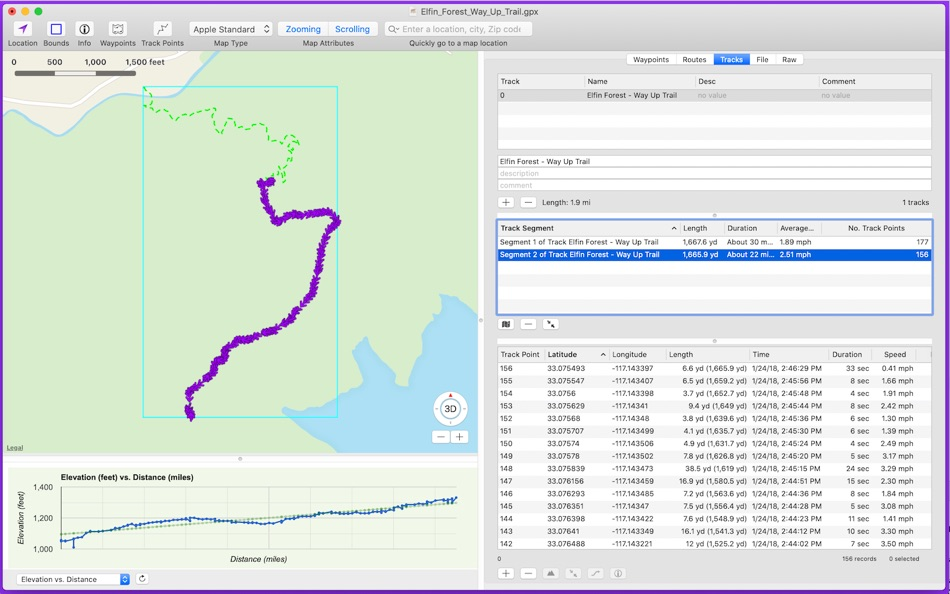 Elfin_Forest_Way_Up_Trail.gpx
Location Bounds Info Waypoints Track Points
Apple Standard
Map Type
Zooming Scrolling
Map Attributes
Enter a location, city, Zip code
Quickly go to a map location
0 500 1,000 1,500 feet
3D
Legal
Elevation (feet) vs. Distance (miles)
Elevation (feet)
1,400
1,200
1,000
Distance (miles)
Elevation vs. Distance
Waypoints Routes Tracks File Raw
Track Name Desc Comment
0 Elfin Forest - Way Up Trail no value no value
Elfin Forest - Way Up Trail
description
comment
Length: 1.9 mi 1 tracks
Track Segment Length Duration Average... No. Track Points
Segment 1 of Track Elfin Forest - Way Up Trail 1,667.6 yd About 30 m... 1.89 mph 177
Segment 2 of Track Elfin Forest - Way Up Trail 1,665.9 yd About 22 mi... 2.51 mph 156
Track Point Latitude Longitude Length Time Duration Speed
156 33.075493 -117.143397 6.6 yd (1,665.9 yd) 1/24/18, 2:46:29 PM 33 sec 0.41 mph
155 33.075547 -117.143407 6.5 yd (1,659.2 yd) 1/24/18, 2:45:56 PM 8 sec 1.66 mph
154 33.0756 -117.143398 3.7 yd (1,652.7 yd) 1/24/18, 2:45:48 PM 4 sec 1.91 mph
153 33.075629 -117.14341 9.4 yd (1,649 yd) 1/24/18, 2:45:44 PM 8 sec 2.42 mph
152 33.07568 -117.14348 3.8 yd (1,639.6 yd) 1/24/18, 2:45:36 PM 6 sec 1.30 mph
151 33.075707 -117.143499 4.1 yd (1,635.7 yd) 1/24/18, 2:45:30 PM 6 sec 1.39 mph
150 33.07574 -117.143506 4.9 yd (1,631.7 yd) 1/24/18, 2:45:24 PM 4 sec 2.49 mph
149 33.07578 -117.143502 7.8 yd (1,626.8 yd) 1/24/18, 2:45:20 PM 5 sec 3.17 mph
148 33.075839 -117.143473 38.5 yd (1,619 yd) 1/24/18, 2:45:15 PM 24 sec 3.29 mph
147 33.076156 -117.143459 16.9 yd (1,580.5 yd) 1/24/18, 2:44:51 PM 15 sec 2.30 mph
146 33.076293 -117.143485 7.2 yd (1,563.6 yd) 1/24/18, 2:44:36 PM 8 sec 1.84 mph
145 33.076351 -117.14347 7.5 yd (1,556.4 yd) 1/24/18, 2:44:28 PM 5 sec 3.08 mph
144 33.076398 -117.143422 7.6 yd (1,548.9 yd) 1/24/18, 2:44:23 PM 11 sec 1.41 mph
143 33.07641 -117.143349 16.1 yd (1,541.3 yd) 1/24/18, 2:44:12 PM 10 sec 3.30 mph
142 33.076488 -117.143221 12 yd (1,525.2 yd) 1/24/18, 2:44:02 PM 7 sec 3.50 mph
0 156 records 0 selected